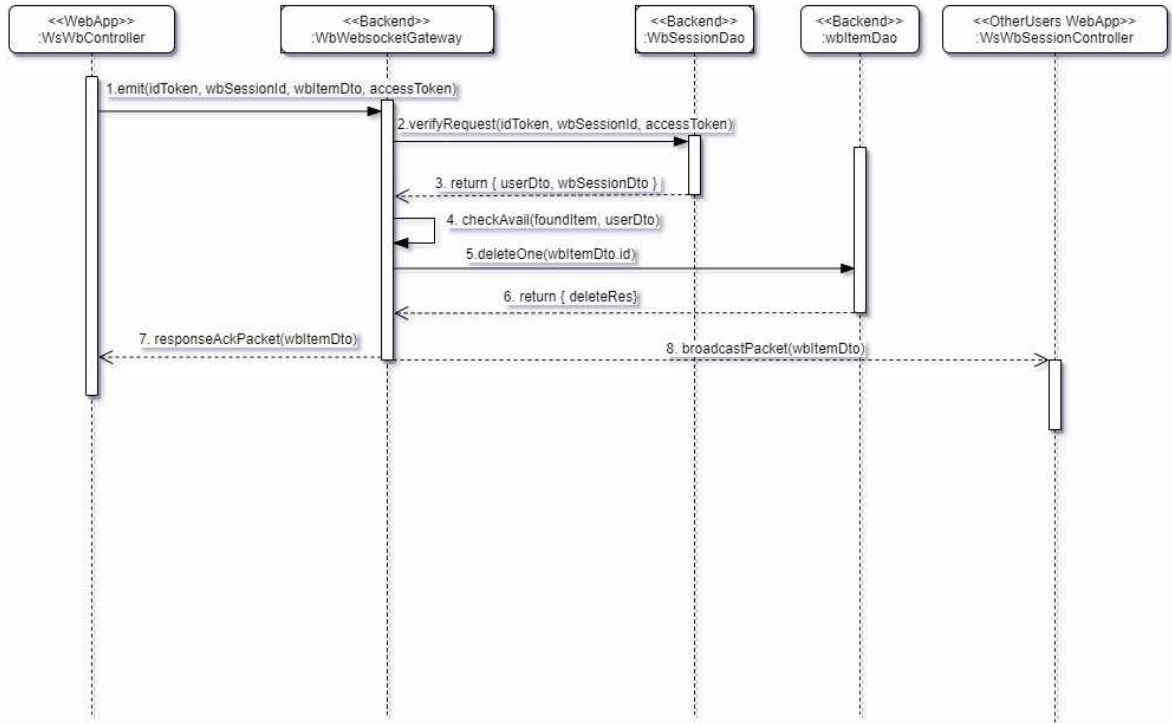 <<WebApp>>
:WsWbController
<<Backend>>
:WbWebsocketGateway
<<Backend>>
:WbSessionDao
<<Backend>>
:wbItemDao
<<OtherUsers WebApp>>
:WsWbSessionController
1.emit(idToken, wbSessionId, wbItemDto, accessToken)
2.verifyRequest(idToken, wbSessionId, accessToken)
3. return { userDto, wbSessionDto }
4. checkAvail(foundItem, userDto)
5.deleteOne(wbItemDto.id)
6. return { deleteRes}
7. responseAckPacket(wbItemDto)
8. broadcastPacket(wbItemDto)